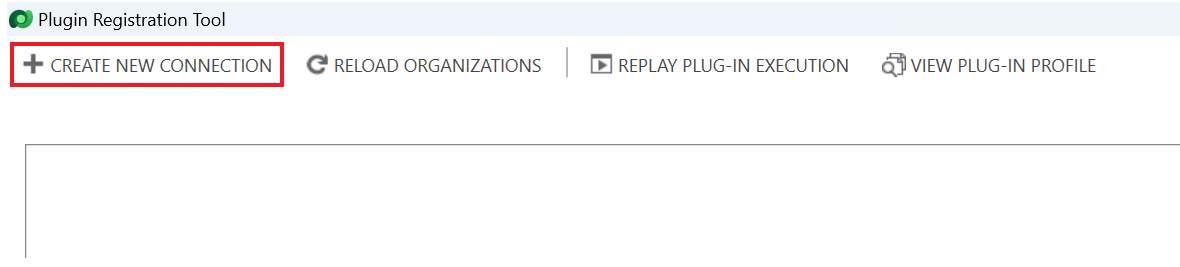 Plugin Registration Tool
CREATE NEW CONNECTION RELOAD ORGANIZATIONS REPLAY PLUG-IN EXECUTION VIEW PLUG-IN PROFILE